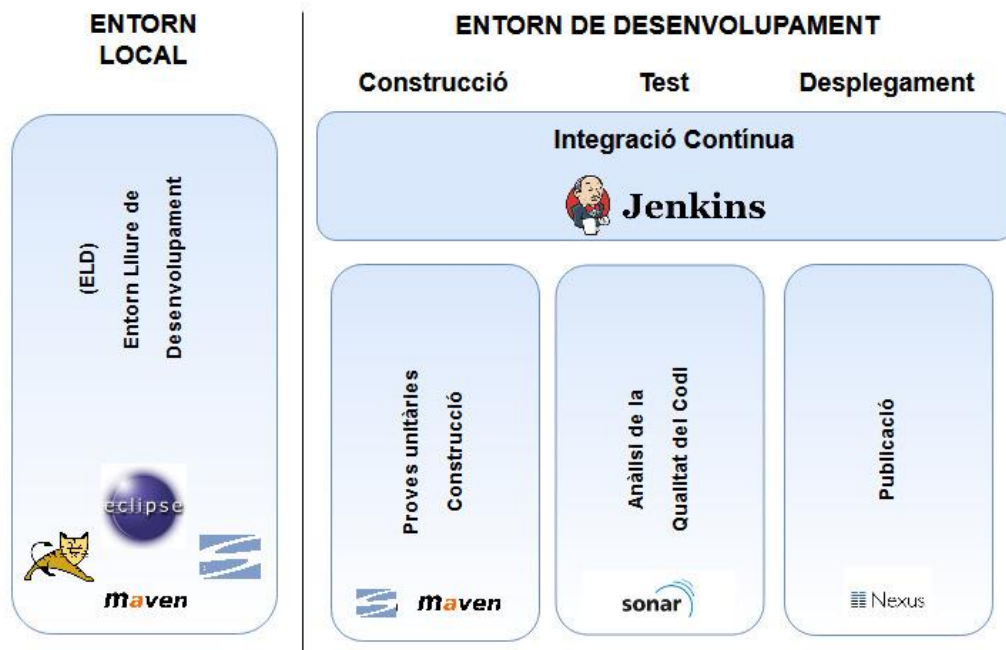 ENTORN
LOCAL
ENTORN DE DESENVOLUPAMENT
Construcció
Test
Desplegament
Integració Contínua
Jenkins
(ELD)
Entorn Lliure de
Desenvolupament
eclipse
maven
Proves unitàries
Construcció
maven
Anàlisi de la
Qualitat del Codi
sonar
Publicació
Nexus